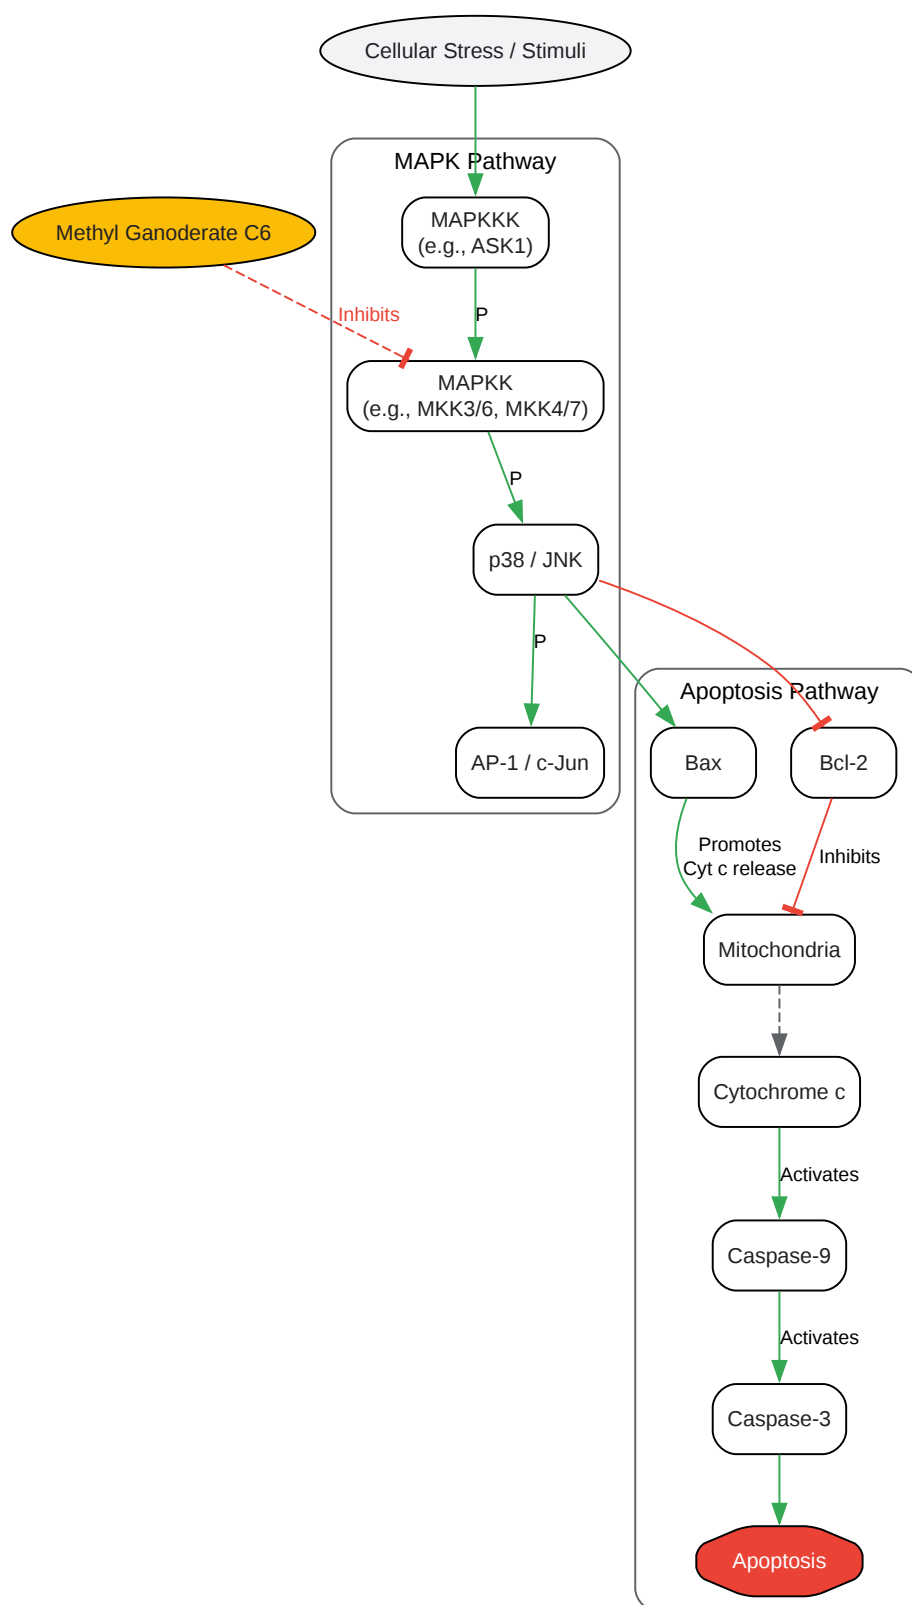 Cellular Stress / Stimuli
MAPK Pathway
Methyl Ganoderate C6
MAPKKK
(e.g., ASK1)
Inhibits
P
MAPKK
(e.g., MKK3/6, MKK4/7)
P
p38 / JNK
P
Apoptosis Pathway
AP-1 / c-Jun
Bax
Bcl-2
Promotes
Cyt c release
Inhibits
Mitochondria
Cytochrome c
Activates
Caspase-9
Activates
Caspase-3
Apoptosis